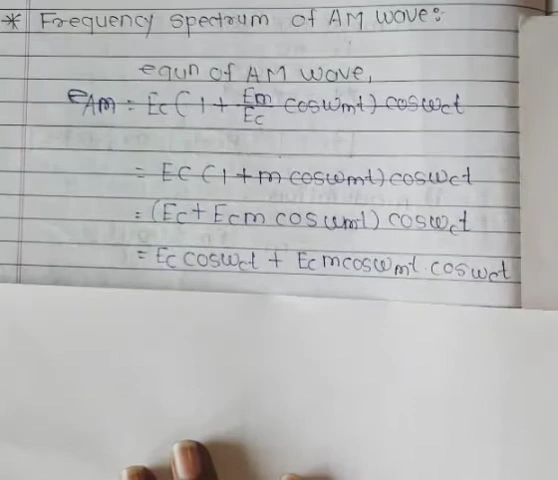 * Frequency spectrum of AM wave:
equn of AM wave,
eAM = Ec (1 + Em/Ec cosωmt) cosωct
= Ec (1 + m cosωmt) cosωct
= (Ec + Ecm cos ωmt) cosωct
= Ec cosωct + Ecm cosωmt . cosωct